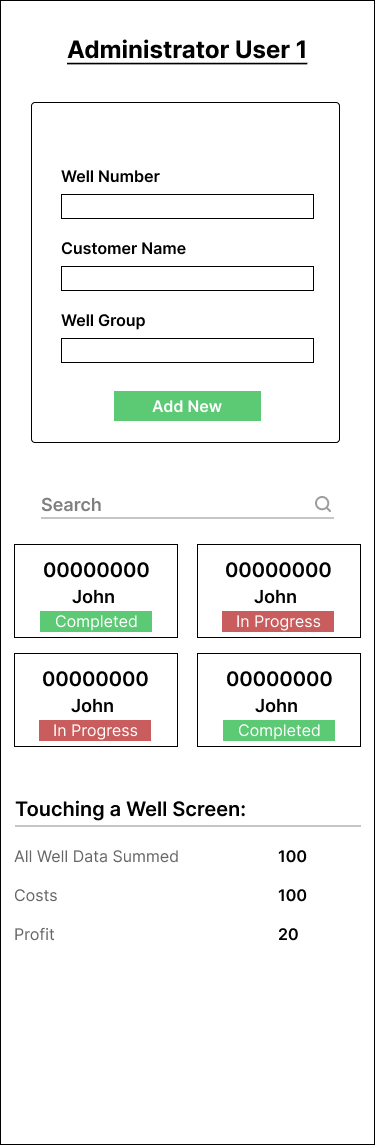 Administrator User 1
Well Number
Customer Name
Well Group
Add New
Search
00000000
John
Completed
00000000
John
In Progress
00000000
John
In Progress
00000000
John
Completed
Touching a Well Screen:
All Well Data Summed 100
Costs 100
Profit 20